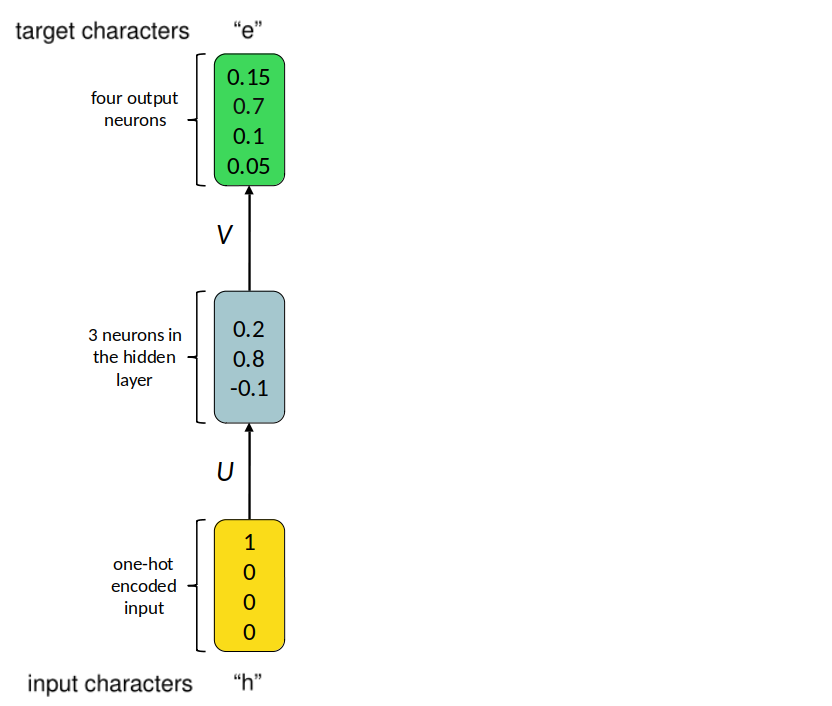 target characters “e”
four output
neurons
0.15
0.7
0.1
0.05
V
3 neurons in
the hidden
layer
0.2
0.8
-0.1
U
one-hot
encoded
input
1
0
0
0
input characters “h”